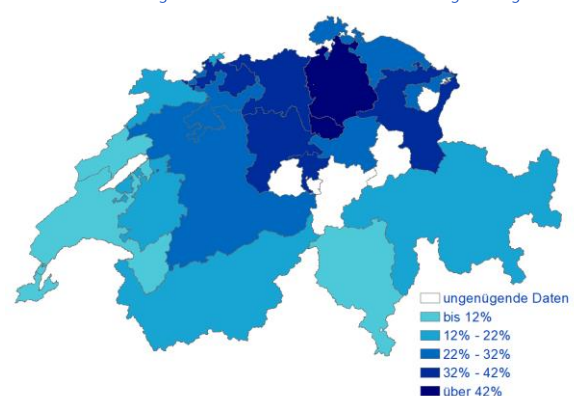 ungenügende Daten
bis 12%
12% - 22%
22% - 32%
32% - 42%
über 42%